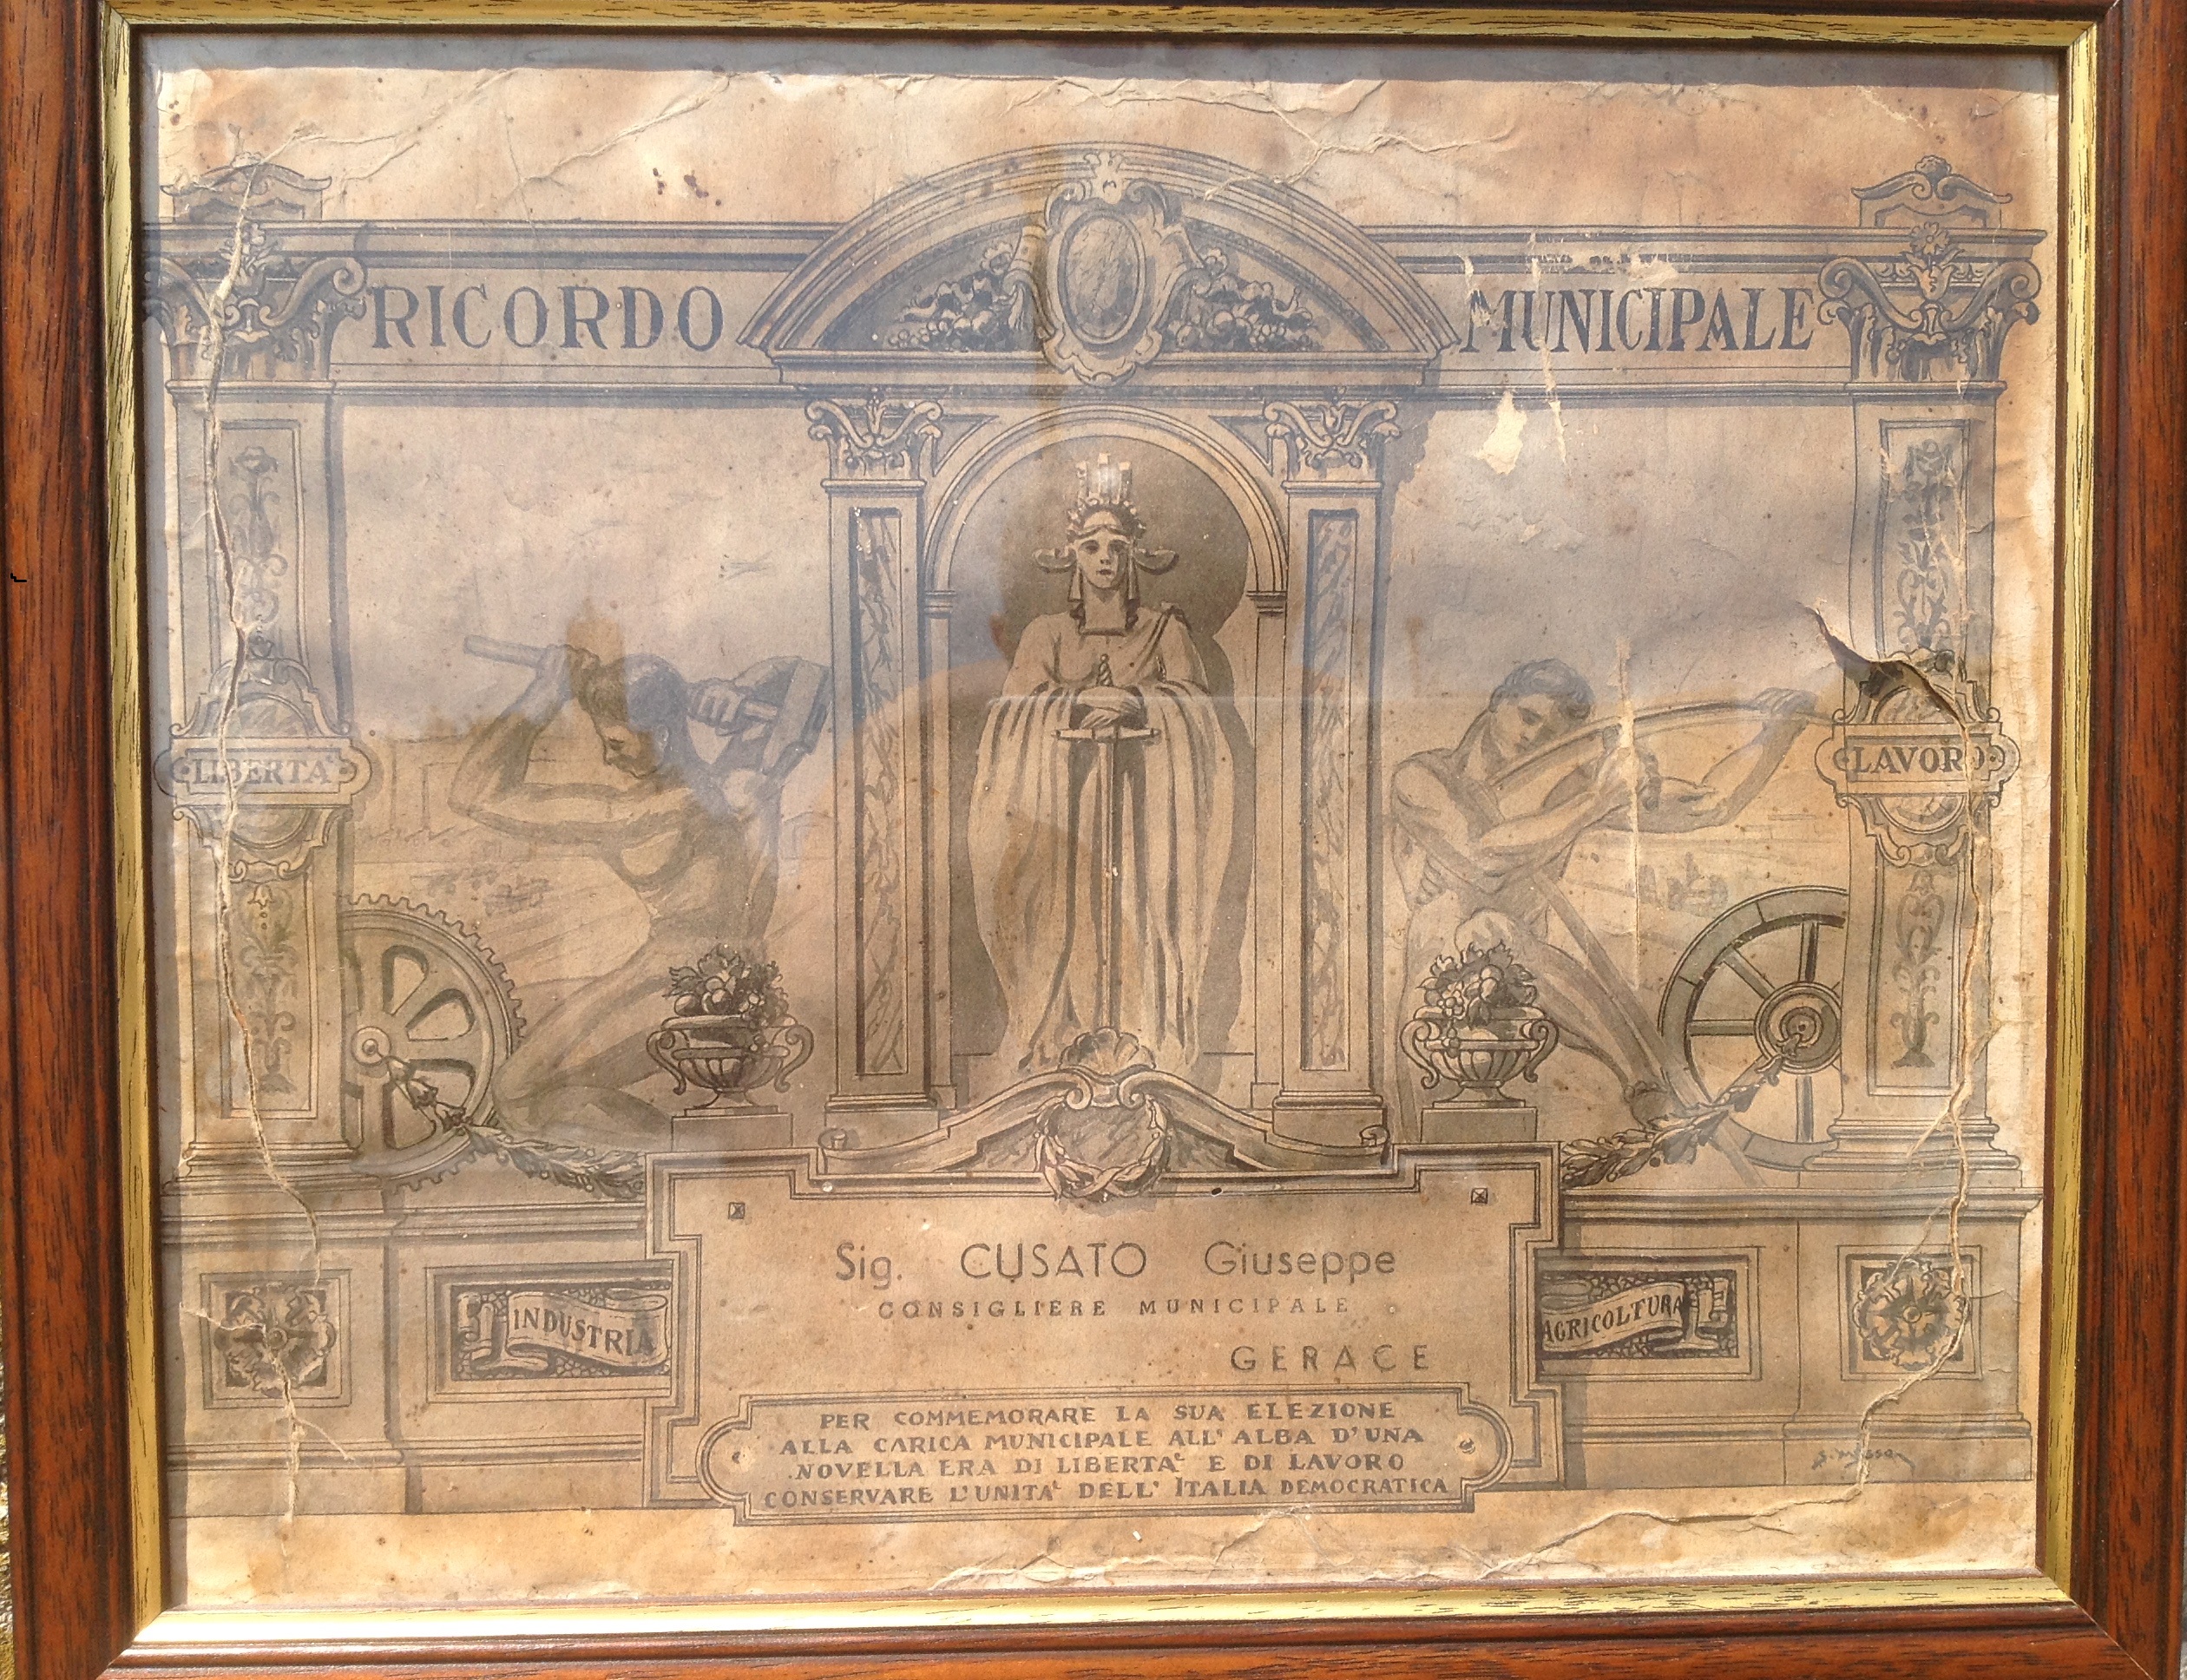 RICORDO MUNICIPALE
LIBERTA'
LAVORO
Sig. CUSATO Giuseppe
CONSIGLIERE MUNICIPALE
GERACE
INDUSTRIA
AGRICOLTURA
PER COMMEMORARE LA SUA ELEZIONE
ALLA CARICA MUNICIPALE ALL' ALBA D'UNA
NOVELLA ERA DI LIBERTA' E DI LAVORO
CONSERVARE L'UNITA' DELL' ITALIA DEMOCRATICA